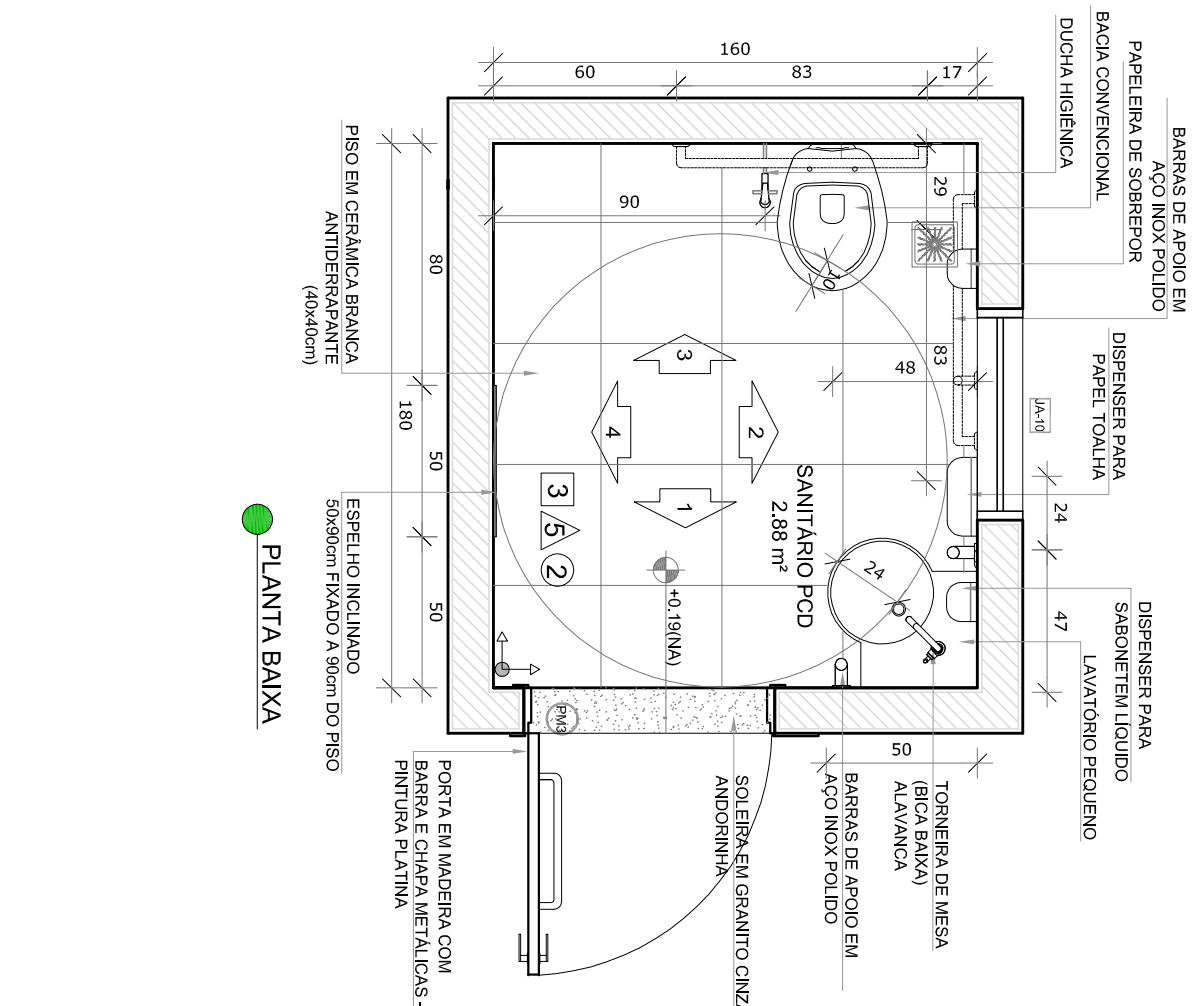 160
60
83
17
DUCHA HIGIÊNICA
BACIA CONVENCIONAL
PAPELEIRA DE SOBREPOR
BARRAS DE APOIO EM
AÇO INOX POLIDO
DISPENSER PARA
PAPEL TOALHA
JA-10
29
90
10
83
48
24
47
24
80
180
50
50
PISO EM CERÂMICA BRANCA
ANTIDERRAPANTE
(40x40cm)
3
2
4
1
3
5
2
SANITÁRIO PCD
2.88 m²
+0.19(NA)
ESPELHO INCLINADO
50x90cm FIXADO A 90cm DO PISO
PLANTA BAIXA
DISPENSER PARA
SABONETEM LÍQUIDO
LAVATÓRIO PEQUENO
50
TORNEIRA DE MESA
(BICA BAIXA)
ALAVANCA
BARRAS DE APOIO EM
AÇO INOX POLIDO
SOLEIRA EM GRANITO CINZ
ANDORINHA
PM3
PORTA EM MADEIRA COM
BARRA E CHAPA METÁLICAS -
PINTURA PLATINA